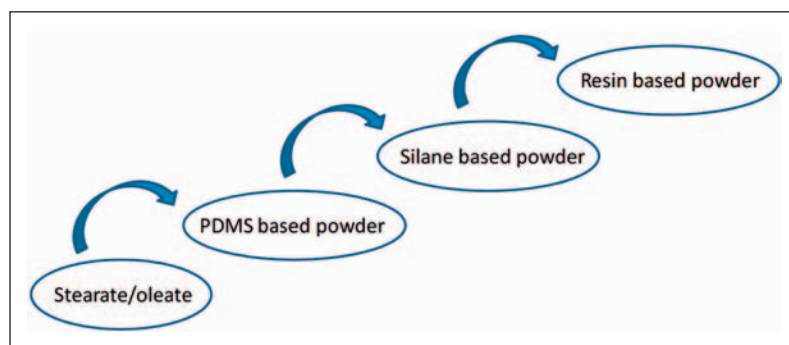 Resin based powder
Silane based powder
PDMS based powder
Stearate/oleate